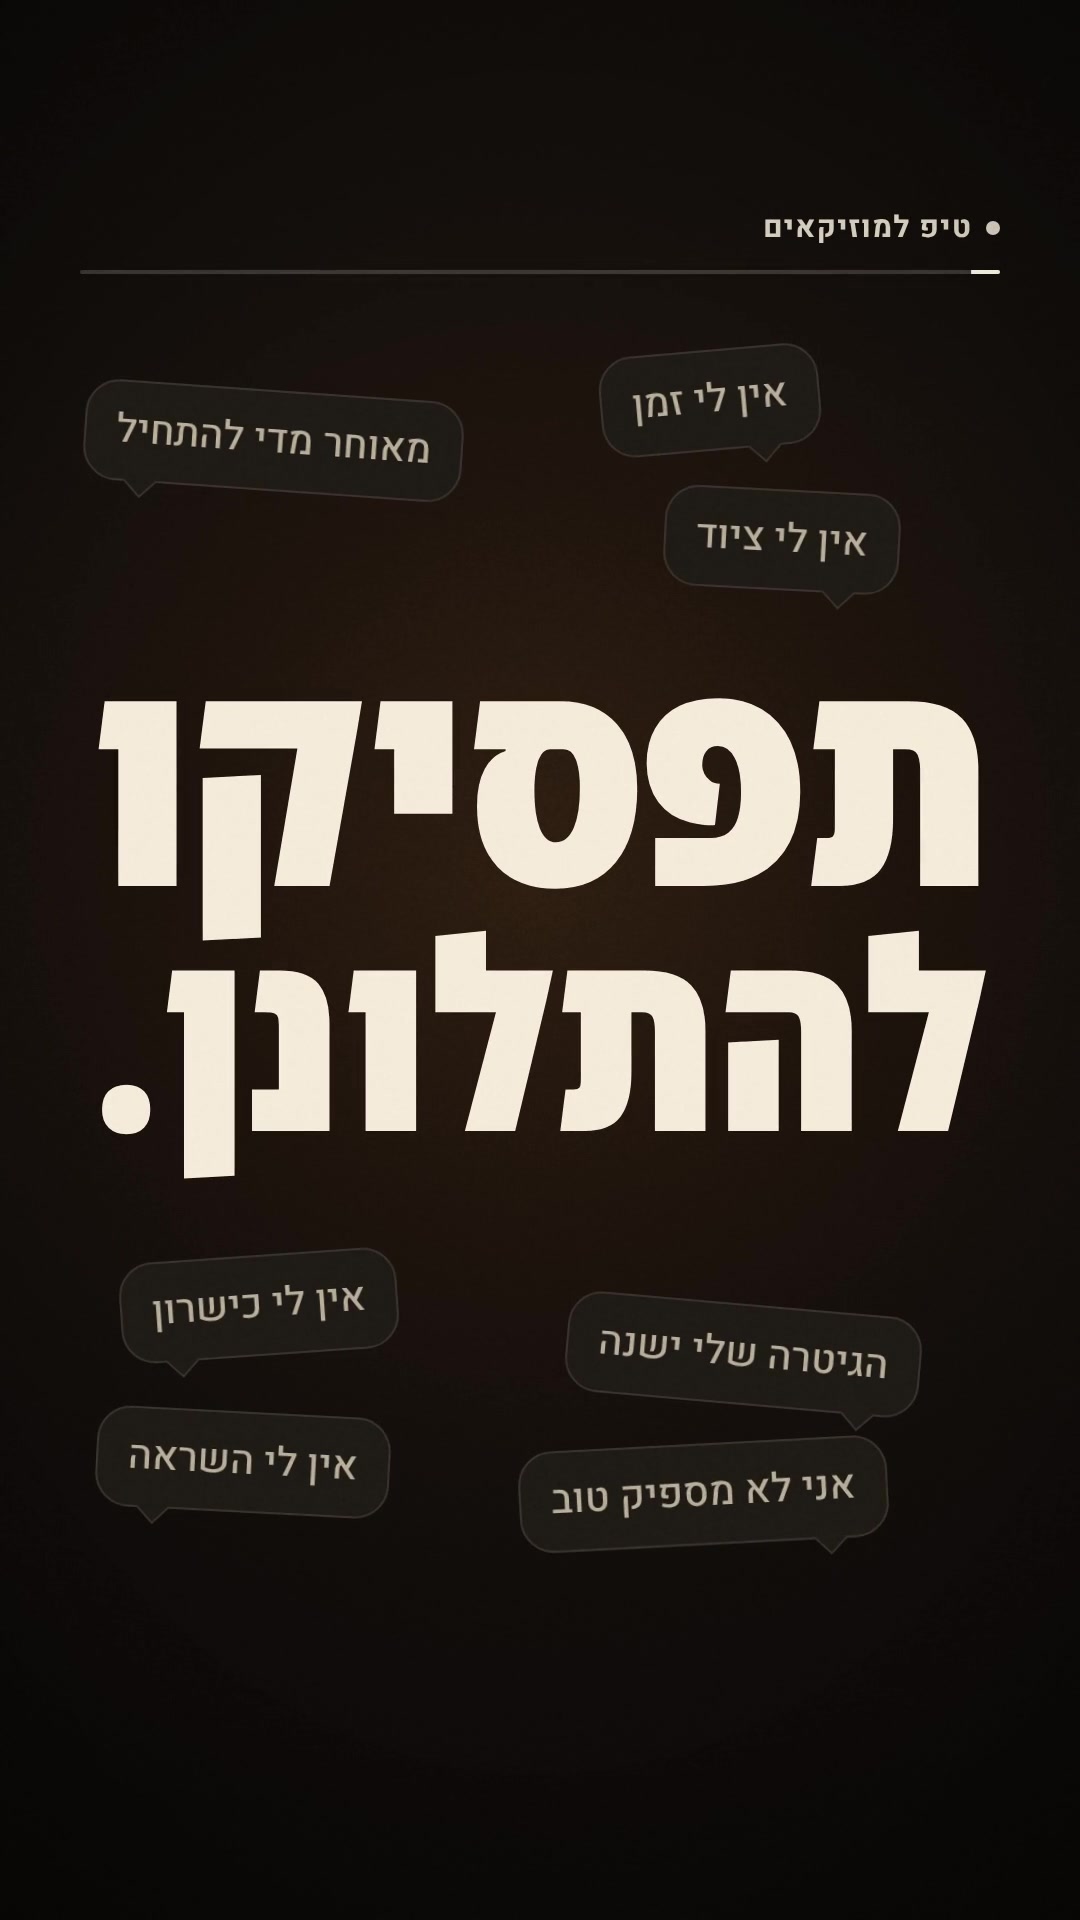 טיפ למוזיקאים
אין לי זמן
מאוחר מדי להתחיל
אין לי ציוד
תפסיקו
להתלונן.
אין לי כישרון
הגיטרה שלי ישנה
אין לי השראה
אני לא מספיק טוב